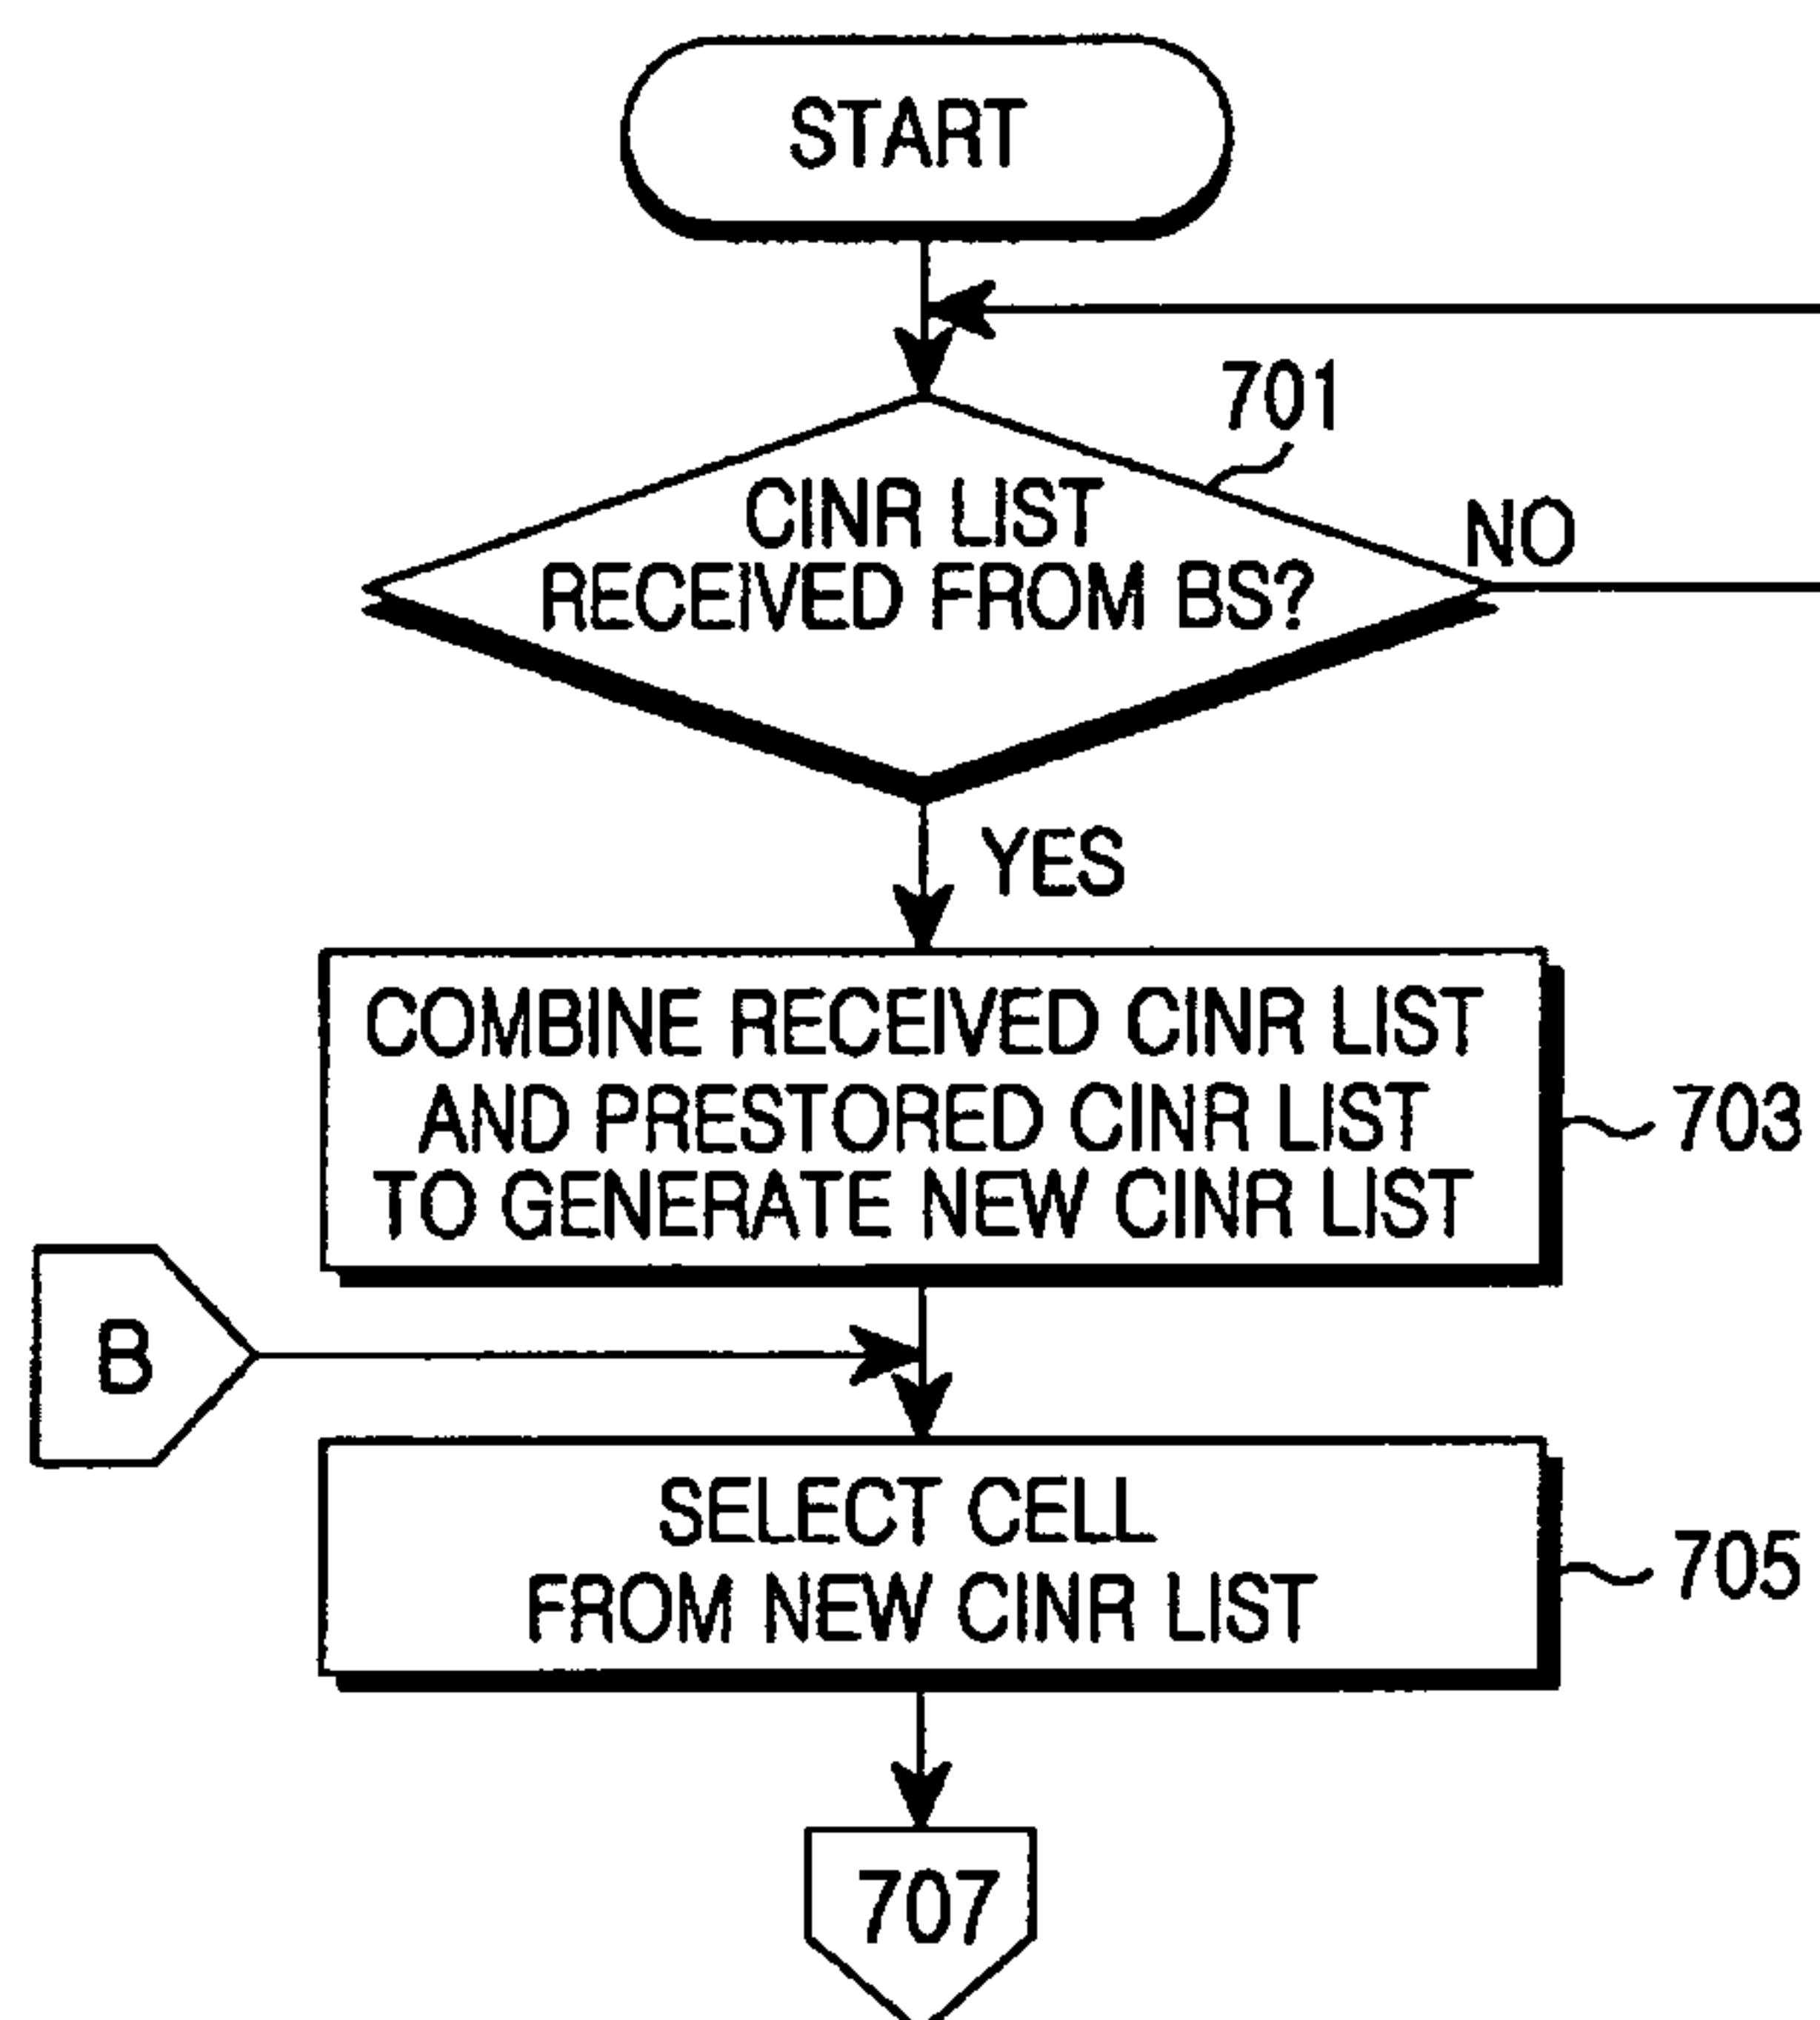 START
701
CINR LIST
RECEIVED FROM BS?
NO
YES
COMBINE RECEIVED CINR LIST
AND PRESTORED CINR LIST
TO GENERATE NEW CINR LIST
703
B
SELECT CELL
FROM NEW CINR LIST
705
707